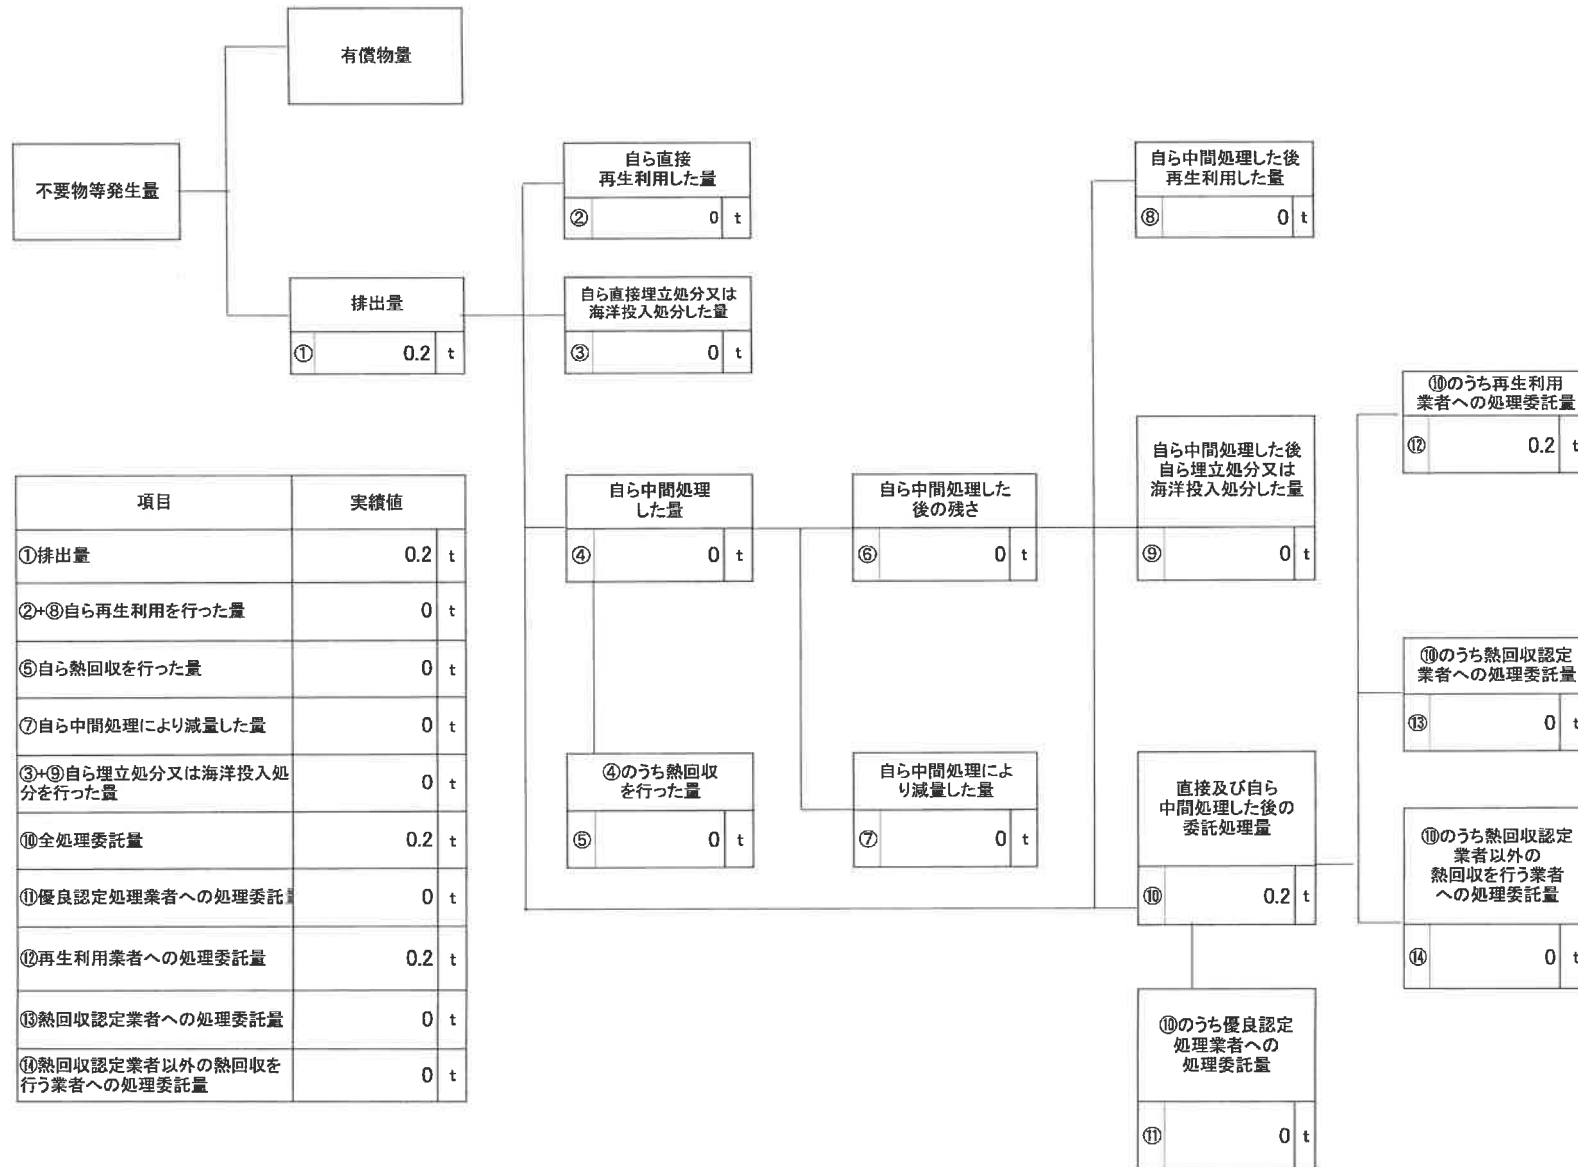 有償物量
不要物等発生量
排出量
① 0.2 t
自ら直接
再生利用した量
② 0 t
自ら直接埋立処分又は
海洋投入処分した量
③ 0 t
自ら中間処理
した量
④ 0 t
④のうち熱回収
を行った量
⑤ 0 t
自ら中間処理した
後の残さ
⑥ 0 t
自ら中間処理によ
り減量した量
⑦ 0 t
自ら中間処理した後
再生利用した量
⑧ 0 t
自ら中間処理した後
自ら埋立処分又は
海洋投入処分した量
⑨ 0 t
直接及び自ら
中間処理した後の
委託処理量
⑩ 0.2 t
⑩のうち優良認定
処理業者への
処理委託量
⑪ 0 t
⑩のうち再生利用
業者への処理委託量
⑫ 0.2 t
⑩のうち熱回収認定
業者への処理委託量
⑬ 0 t
⑩のうち熱回収認定
業者以外の
熱回収を行う業者
への処理委託量
⑭ 0 t
項目 実績値
①排出量 0.2 t
②+⑧自ら再生利用を行った量 0 t
⑤自ら熱回収を行った量 0 t
⑦自ら中間処理により減量した量 0 t
③+⑨自ら埋立処分又は海洋投入処
分を行った量 0 t
⑩全処理委託量 0.2 t
⑪優良認定処理業者への処理委託 0 t
⑫再生利用業者への処理委託量 0.2 t
⑬熱回収認定業者への処理委託量 0 t
⑭熱回収認定業者以外の熱回収を
行う業者への処理委託量 0 t